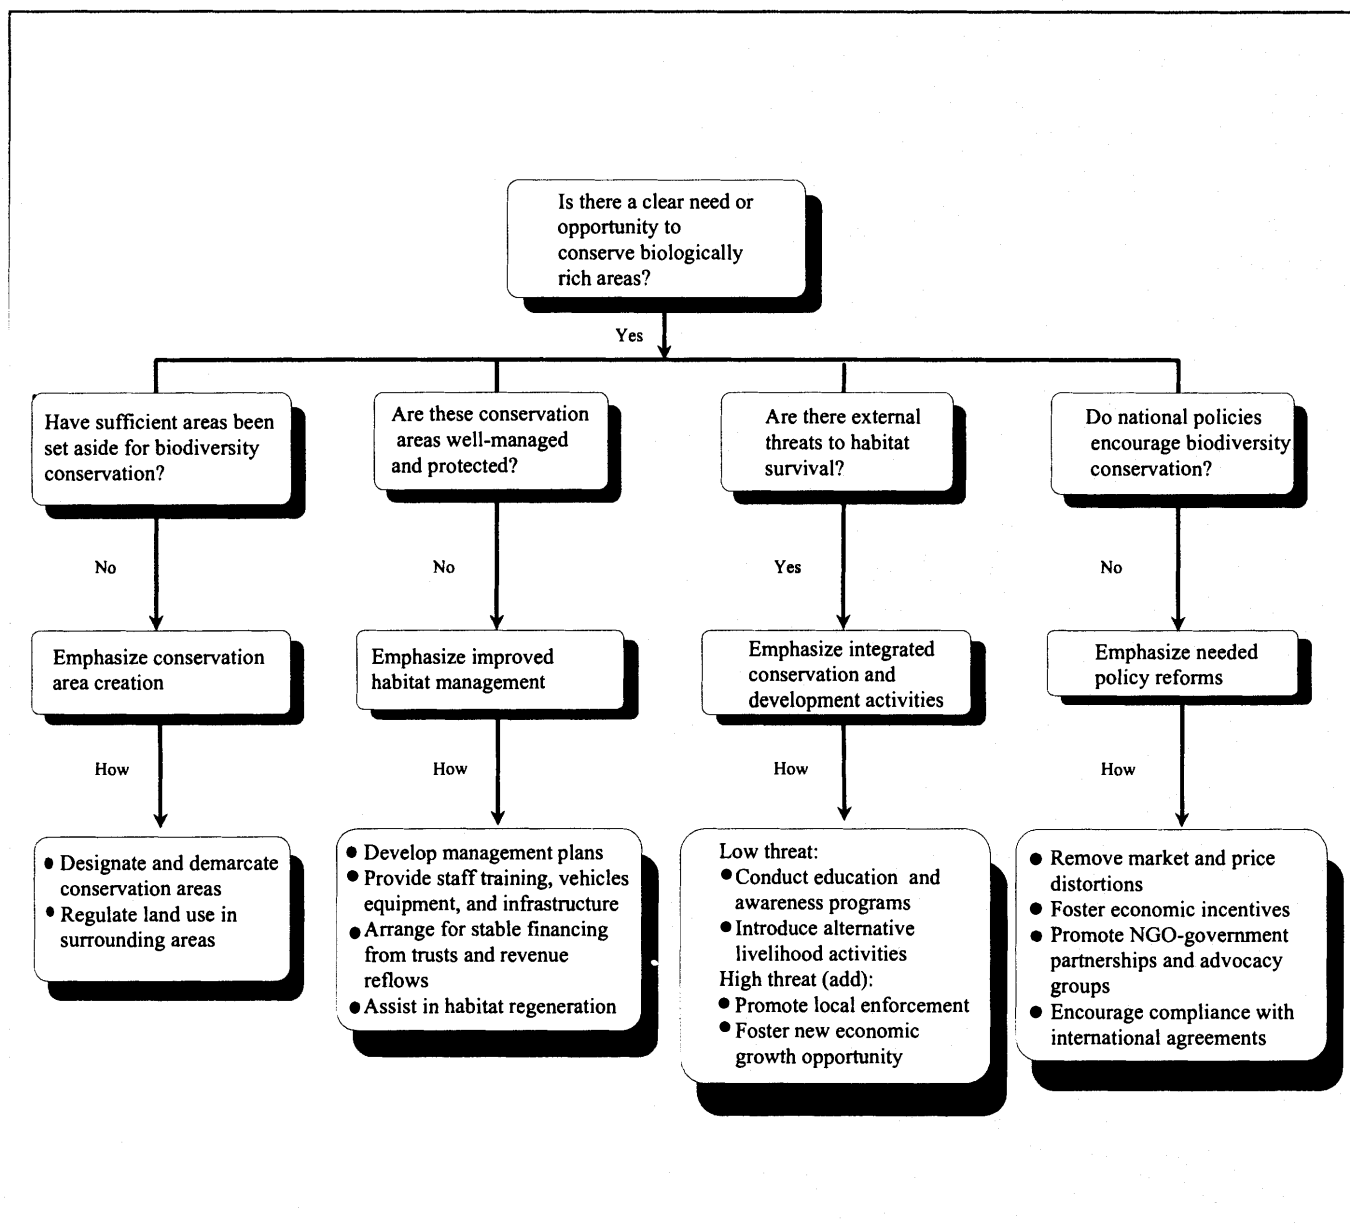 Is there a clear need or
opportunity to
conserve biologically
rich areas?
Yes
Have sufficient areas been
set aside for biodiversity
conservation?
Are these conservation
areas well-managed
and protected?
Are there external
threats to habitat
survival?
Do national policies
encourage biodiversity
conservation?
No
No
Yes
No
Emphasize conservation
area creation
Emphasize improved
habitat management
Emphasize integrated
conservation and
development activities
Emphasize needed
policy reforms
How
How
How
How
● Designate and demarcate
conservation areas
● Regulate land use in
surrounding areas
● Develop management plans
● Provide staff training, vehicles
equipment, and infrastructure
● Arrange for stable financing
from trusts and revenue
reflows
● Assist in habitat regeneration
Low threat:
● Conduct education and
awareness programs
● Introduce alternative
livelihood activities
High threat (add):
● Promote local enforcement
● Foster new economic
growth opportunity
● Remove market and price
distortions
● Foster economic incentives
● Promote NGO-government
partnerships and advocacy
groups
● Encourage compliance with
international agreements